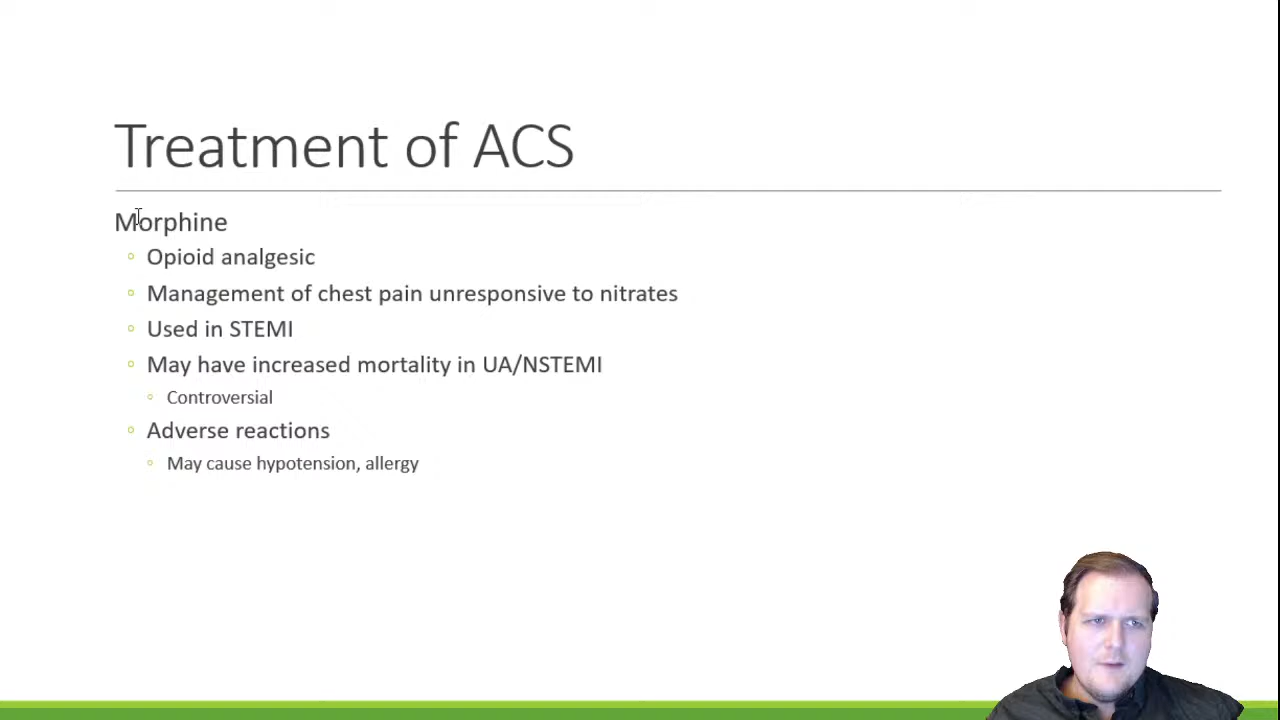 Treatment of ACS
Morphine
Opioid analgesic
Management of chest pain unresponsive to nitrates
Used in STEMI
May have increased mortality in UA/NSTEMI
Controversial
Adverse reactions
May cause hypotension, allergy